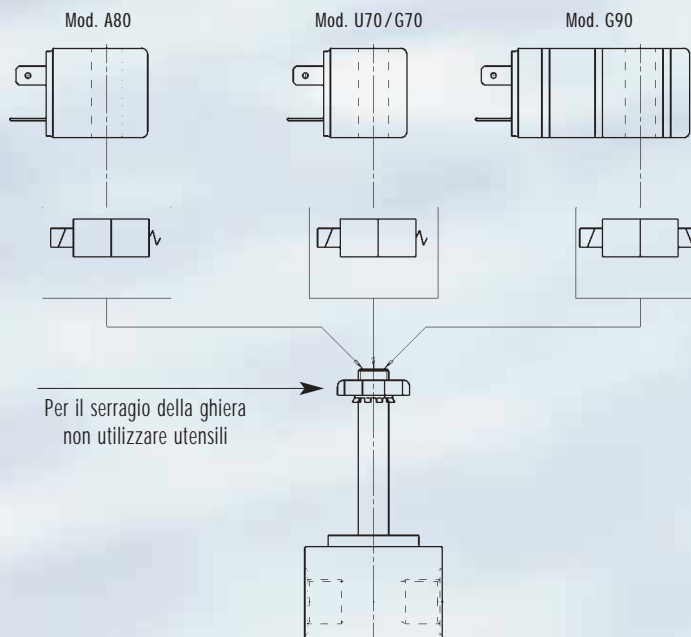 Mod. A80
Mod. U70/G70
Mod. G90
Per il serragio della ghiera
non utilizzare utensili